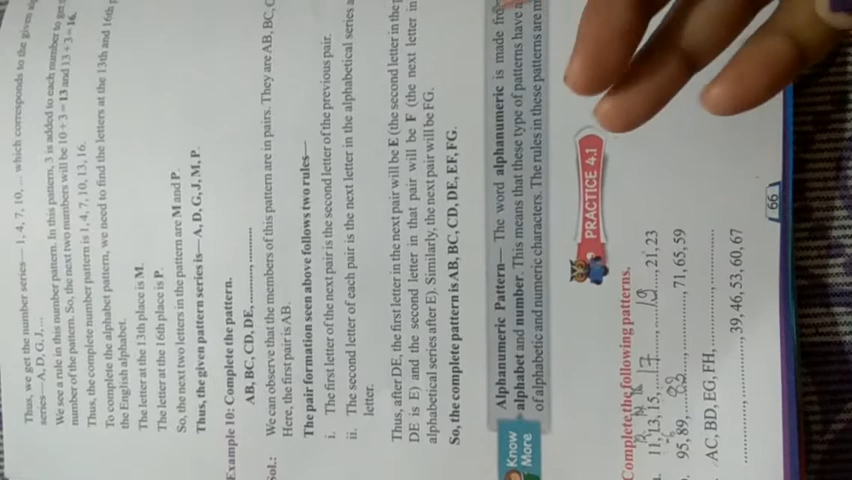 Thus, we get the number series— 1, 4, 7, 10, ... which corresponds to the given
series— A, D, G, J, ...
We see a rule in this number pattern. In this pattern, 3 is added to each number to get
number of the pattern. So, the next two numbers will be 10 + 3 = 13 and 13 + 3 = 16.
Thus, the complete number pattern is 1, 4, 7, 10, 13, 16.
To complete the alphabet pattern, we need to find the letters at the 13th and 16th
the English alphabet.
The letter at the 13th place is M.
The letter at the 16th place is P.
So, the next two letters in the pattern are M and P.
Thus, the given pattern series is— A, D, G, J, M, P.
Example 10: Complete the pattern.
AB, BC, CD, DE, .........., ..........
Sol.: We can observe that the members of this pattern are in pairs. They are AB, BC,
Here, the first pair is AB.
The pair formation seen above follows two rules—
i. The first letter of the next pair is the second letter of the previous pair.
ii. The second letter of each pair is the next letter in the alphabetical series
letter.
Thus, after DE, the first letter in the next pair will be E (the second letter in the
DE is E) and the second letter in that pair will be F (the next letter in
alphabetical series after E). Similarly, the next pair will be FG.
So, the complete pattern is AB, BC, CD, DE, EF, FG.
Know More
Alphanumeric Pattern— The word alphanumeric is made
alphabet and number. This means that these type of patterns have
of alphabetic and numeric characters. The rules in these patterns are
PRACTICE 4.1
Complete the following patterns.
11, 13, 15, 17, 19, 21, 23
95, 89, .........., .........., 71, 65, 59
AC, BD, EG, FH, .........., ..........
.........., .........., 39, 46, 53, 60, 67
66